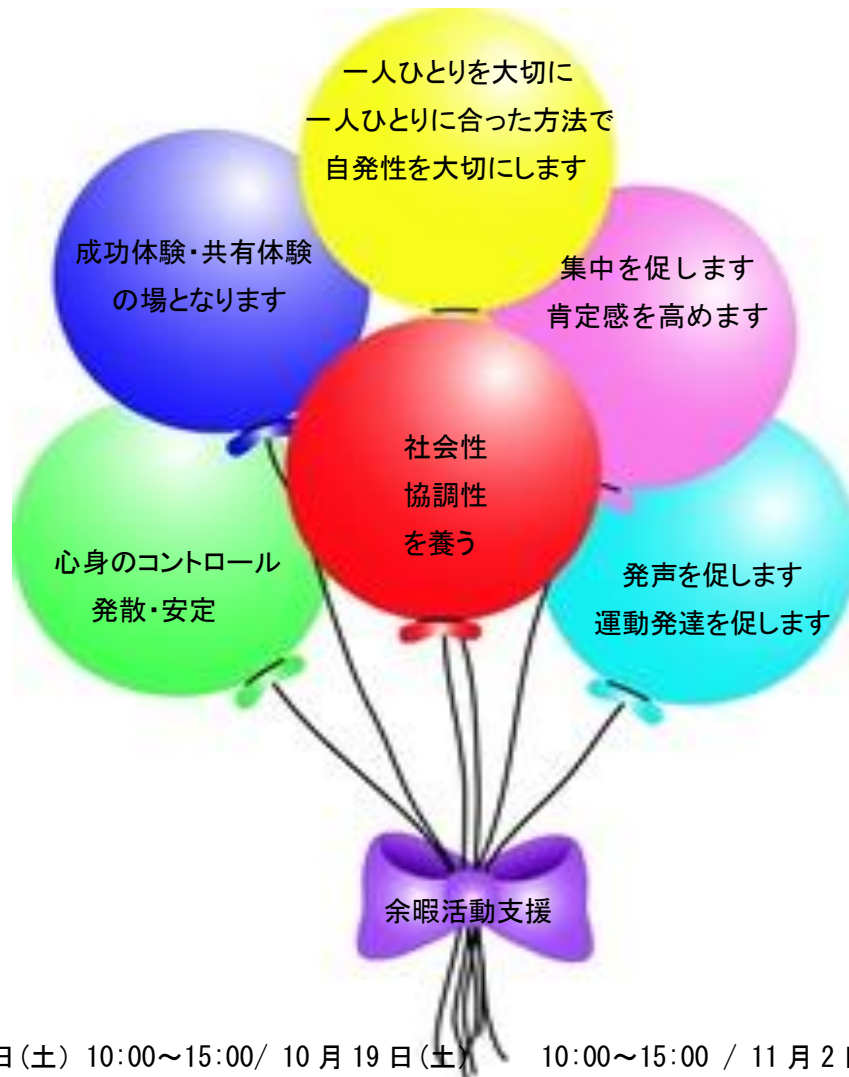 一人ひとりを大切に
一人ひとりに合った方法で
自発性を大切にします
成功体験・共有体験
の場となります
集中を促します
肯定感を高めます
社会性
協調性
を養う
心身のコントロール
発散・安定
発声を促します
運動発達を促します
余暇活動支援
日(土) 10:00～15:00/ 10月19日(土) 10:00～15:00 / 11月2日